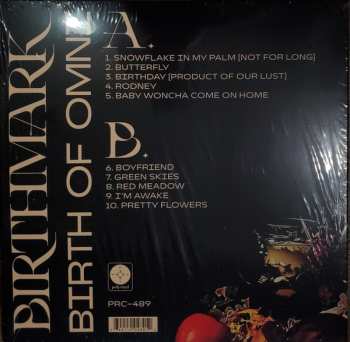 BIRTHMARK
BIRTH OF OMNI
A.
1. SNOWFLAKE IN MY PALM (NOT FOR LONG)
2. BUTTERFLY
3. BIRTHDAY (PRODUCT OF OUR LUST)
4. RODNEY
5. BABY WONCHA COME ON HOME
B.
6. BOYFRIEND
7. GREEN SKIES
8. RED MEADOW
9. I'M AWAKE
10. PRETTY FLOWERS
polyvinyl
PRC-489